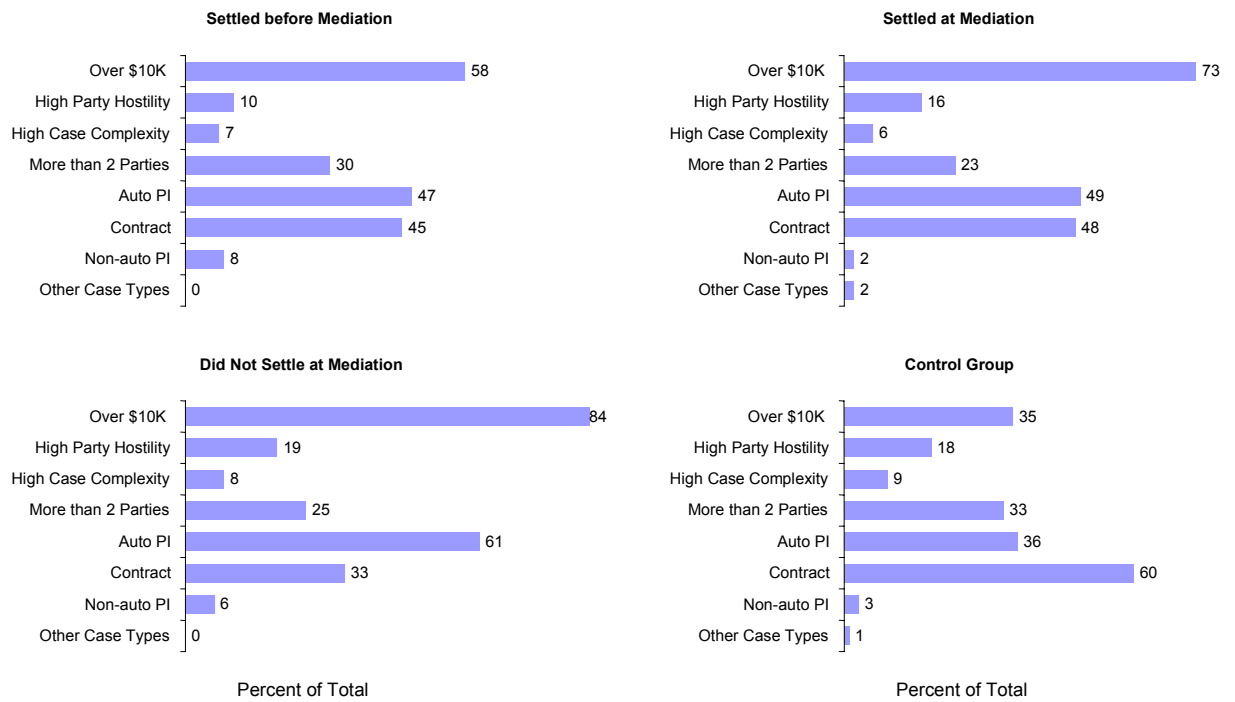 Settled before Mediation
Over $10K 58
High Party Hostility 10
High Case Complexity 7
More than 2 Parties 30
Auto PI 47
Contract 45
Non-auto PI 8
Other Case Types 0
Settled at Mediation
Over $10K 73
High Party Hostility 16
High Case Complexity 6
More than 2 Parties 23
Auto PI 49
Contract 48
Non-auto PI 2
Other Case Types 2
Did Not Settle at Mediation
Over $10K 84
High Party Hostility 19
High Case Complexity 8
More than 2 Parties 25
Auto PI 61
Contract 33
Non-auto PI 6
Other Case Types 0
Percent of Total
Control Group
Over $10K 35
High Party Hostility 18
High Case Complexity 9
More than 2 Parties 33
Auto PI 36
Contract 60
Non-auto PI 3
Other Case Types 1
Percent of Total